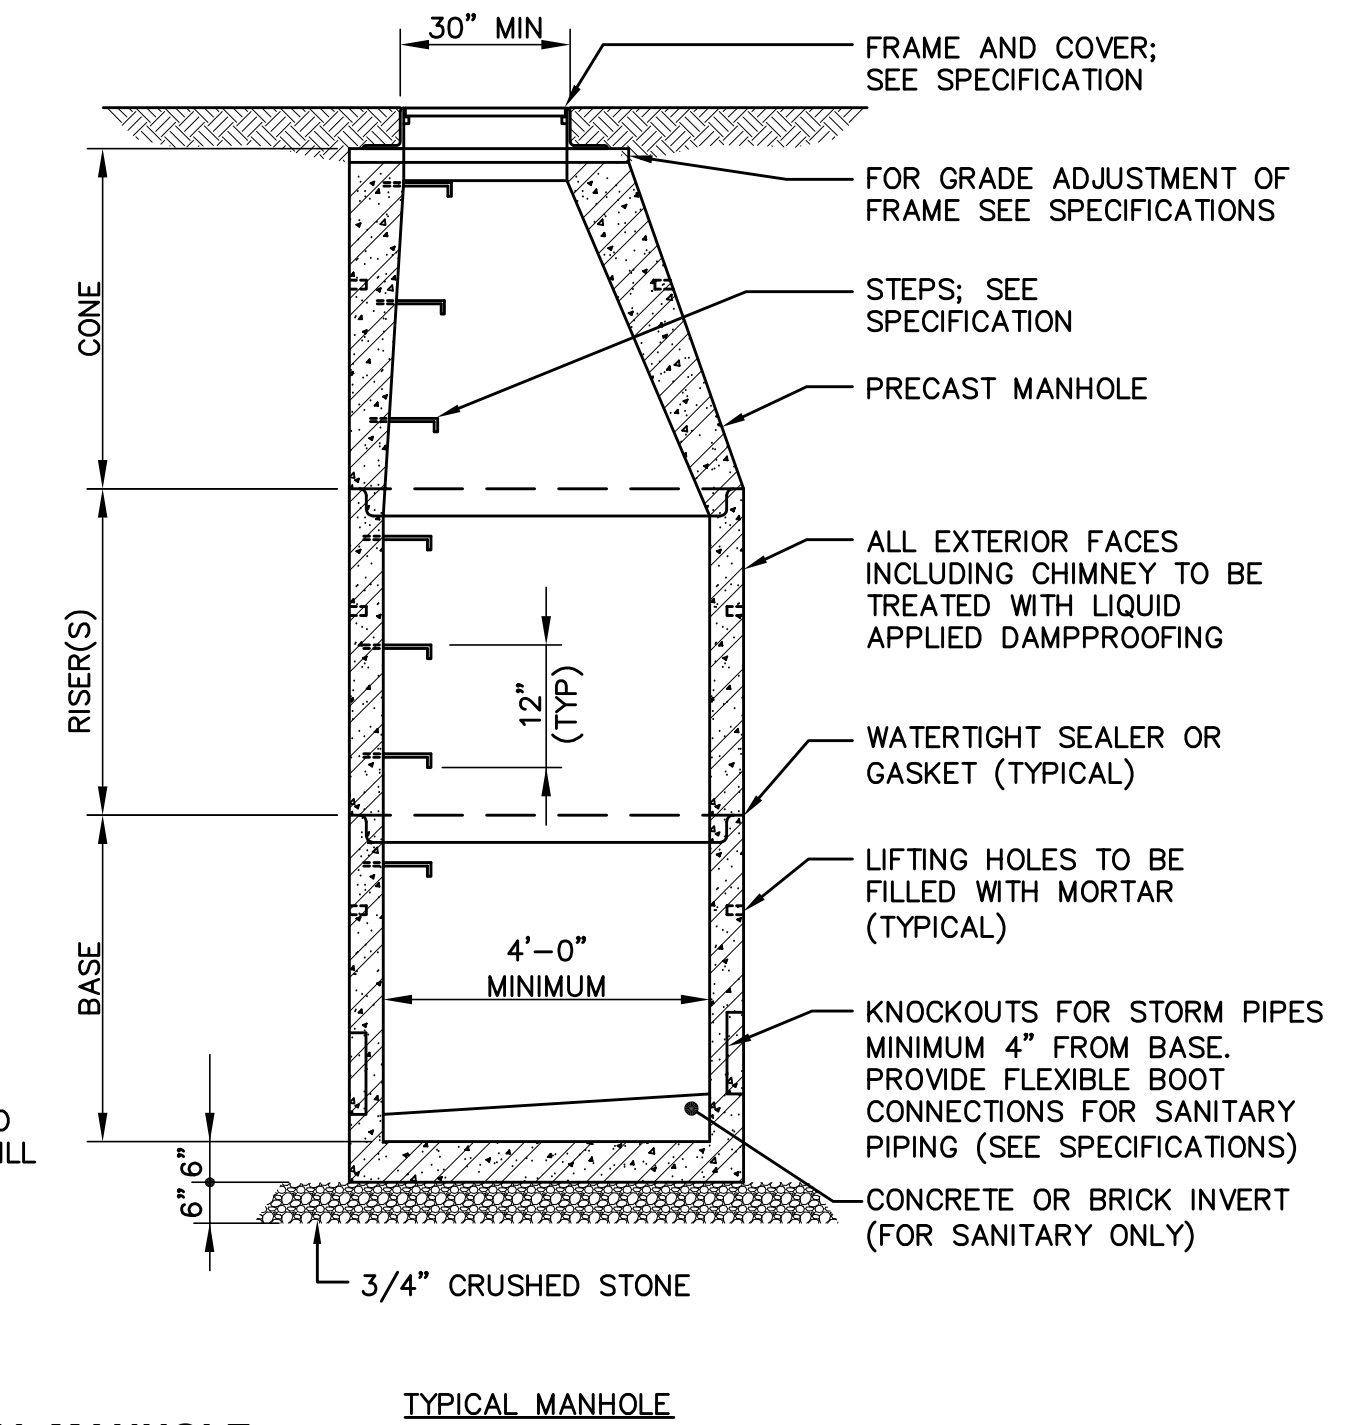 30" MIN
FRAME AND COVER;
SEE SPECIFICATION
FOR GRADE ADJUSTMENT OF
FRAME SEE SPECIFICATIONS
STEPS; SEE
SPECIFICATION
CONE
PRECAST MANHOLE
ALL EXTERIOR FACES
INCLUDING CHIMNEY TO BE
TREATED WITH LIQUID
APPLIED DAMPPROOFING
RISER(S)
12"
(TYP)
WATERTIGHT SEALER OR
GASKET (TYPICAL)
LIFTING HOLES TO BE
FILLED WITH MORTAR
(TYPICAL)
BASE
4'-0"
MINIMUM
KNOCKOUTS FOR STORM PIPES
MINIMUM 4" FROM BASE.
PROVIDE FLEXIBLE BOOT
CONNECTIONS FOR SANITARY
PIPING (SEE SPECIFICATIONS)
ILL
6"
6"
CONCRETE OR BRICK INVERT
(FOR SANITARY ONLY)
3/4" CRUSHED STONE
TYPICAL MANHOLE